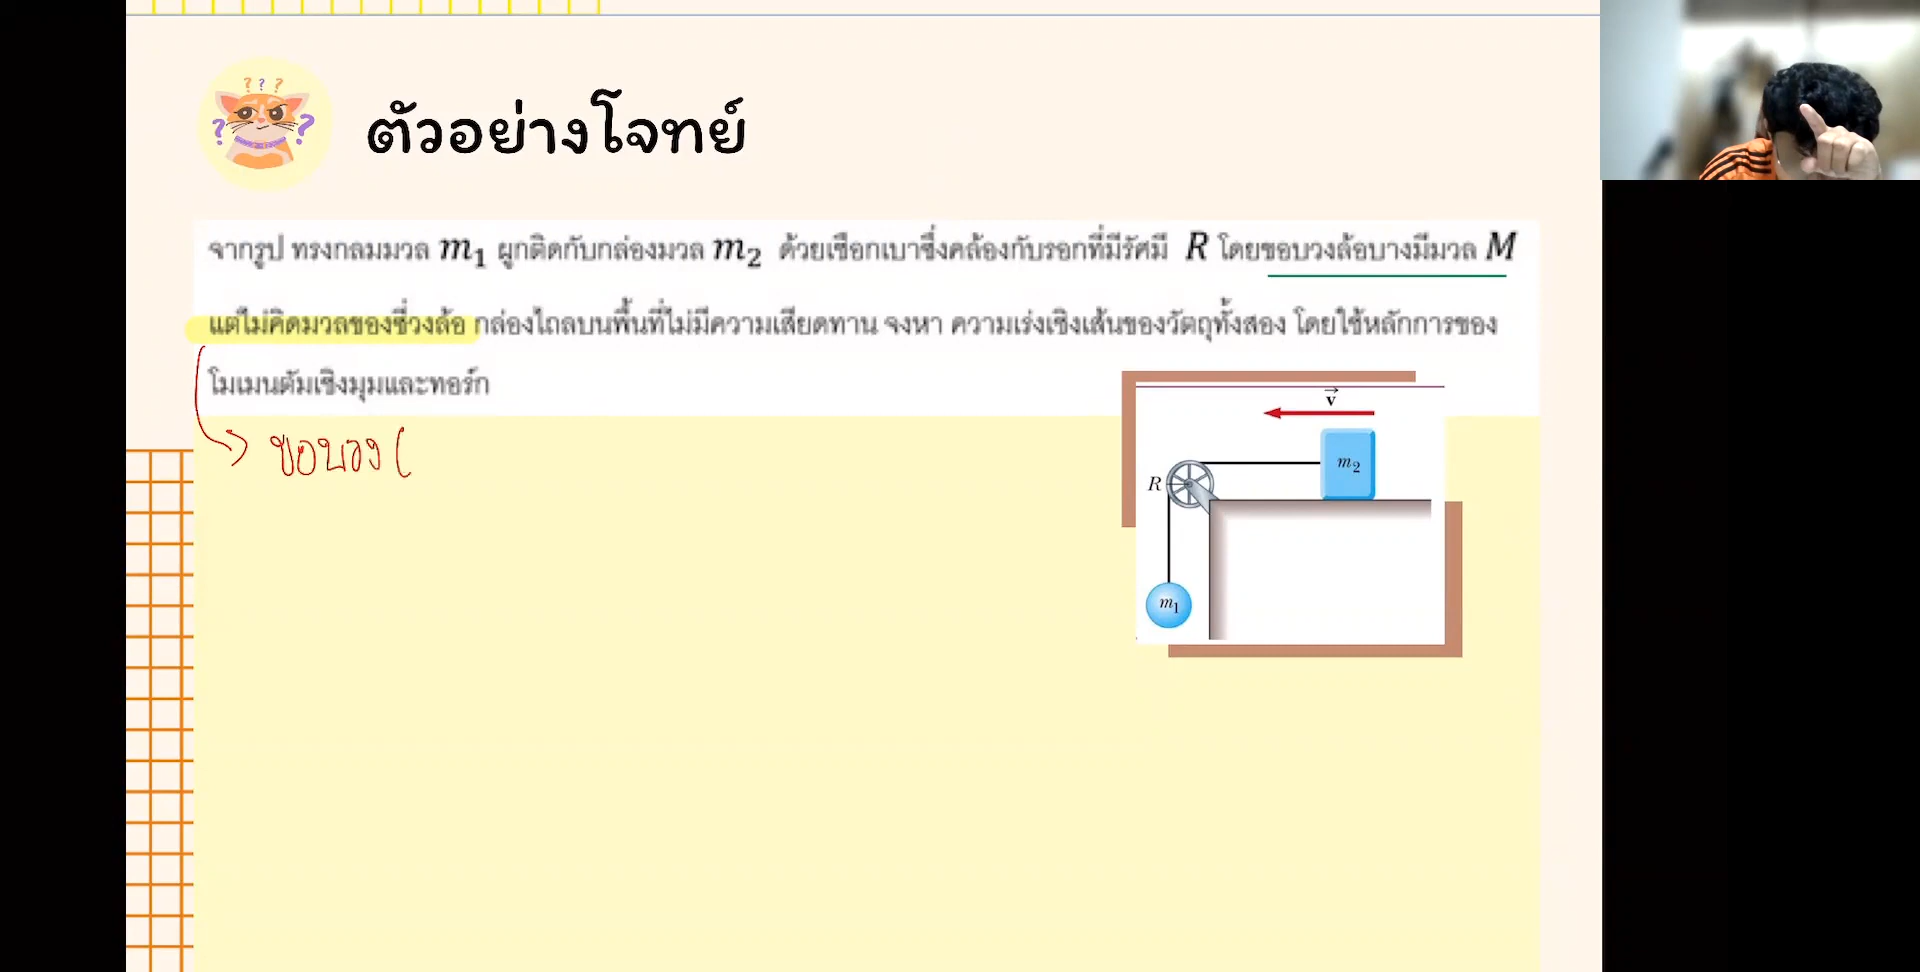 ตัวอย่างโจทย์
จากรูป ทรงกลมมวล m₁ ผูกติดกับกล่องมวล m₂ ด้วยเชือกเบาซึ่งคล้องกับรอกที่มีรัศมี R โดยขอบวงล้อบางมีมวล M
แต่ไม่คิดมวลของซี่วงล้อ กล่องไถลบนพื้นที่ไม่มีความเสียดทาน จงหา ความเร่งเชิงเส้นของวัตถุทั้งสอง โดยใช้หลักการของ
โมเมนตัมเชิงมุมและทอร์ก
v
m₂
R
m₁
ขอบวง (